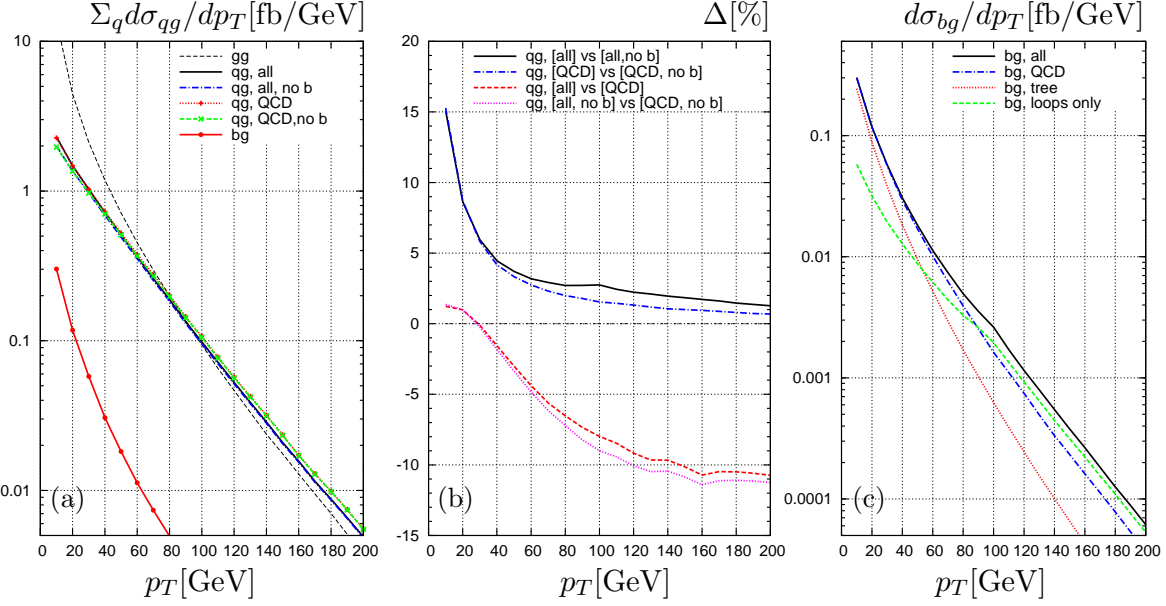 Σ_q dσ_qg/dp_T [fb/GeV]
10
1
0.1
0.01
gg
qg, all
qg, all, no b
qg, QCD
qg, QCD,no b
bg
(a)
0 20 40 60 80 100 120 140 160 180 200
p_T [GeV]
Δ[%]
20
15
10
5
0
-5
-10
-15
qg, [all] vs [all,no b]
qg, [QCD] vs [QCD, no b]
qg, [all] vs [QCD]
qg, [all, no b] vs [QCD, no b]
(b)
0 20 40 60 80 100 120 140 160 180 200
p_T [GeV]
dσ_bg/dp_T [fb/GeV]
0.1
0.01
0.001
0.0001
bg, all
bg, QCD
bg, tree
bg, loops only
(c)
0 20 40 60 80 100 120 140 160 180 200
p_T [GeV]